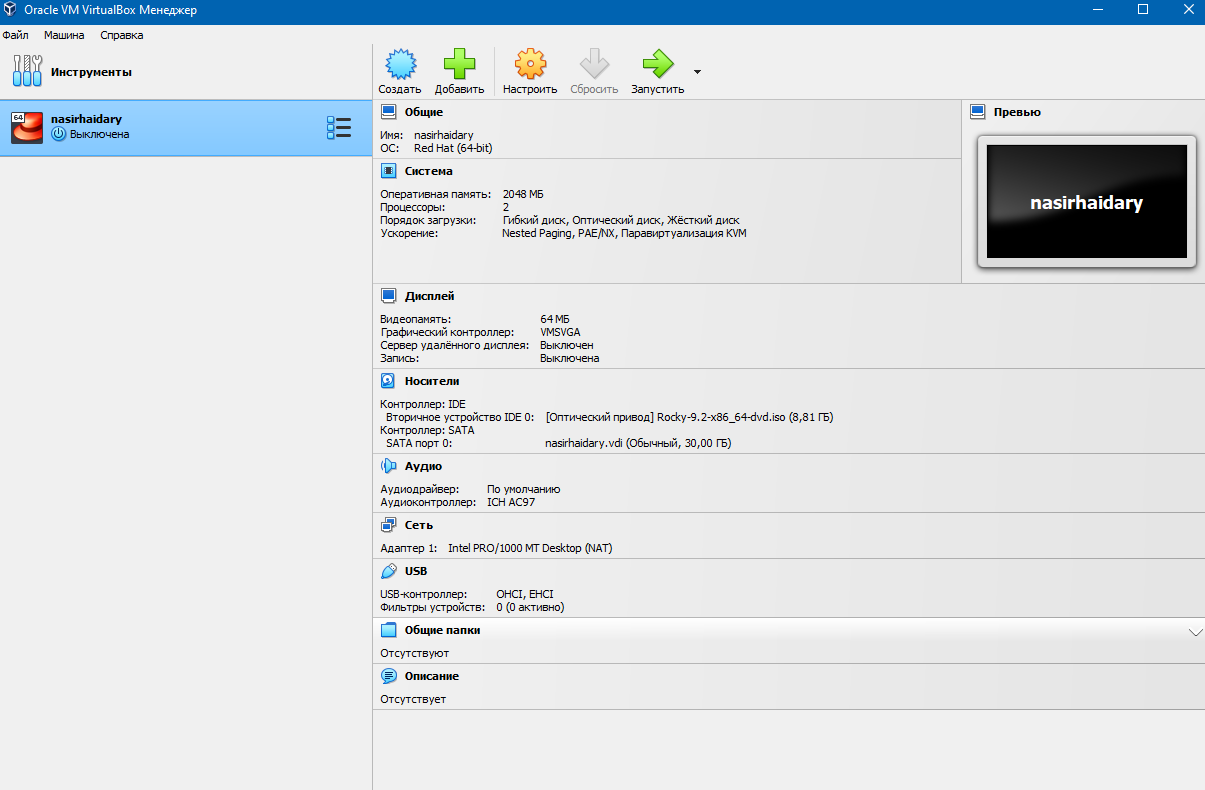 Oracle VM VirtualBox Менеджер
Файл Машина Справка
Инструменты
Создать Добавить Настроить Сбросить Запустить
64
nasirhaidary
Выключена
Общие
Имя: nasirhaidary
ОС: Red Hat (64-bit)
Превью
nasirhaidary
Система
Оперативная память: 2048 МБ
Процессоры: 2
Порядок загрузки: Гибкий диск, Оптический диск, Жёсткий диск
Ускорение: Nested Paging, PAE/NX, Паравиртуализация KVM
Дисплей
Видеопамять: 64 МБ
Графический контроллер: VMSVGA
Сервер удалённого дисплея: Выключен
Запись: Выключена
Носители
Контроллер: IDE
Вторичное устройство IDE 0: [Оптический привод] Rocky-9.2-x86_64-dvd.iso (8,81 ГБ)
Контроллер: SATA
SATA порт 0: nasirhaidary.vdi (Обычный, 30,00 ГБ)
Аудио
Аудиодрайвер: По умолчанию
Аудиоконтроллер: ICH AC97
Сеть
Адаптер 1: Intel PRO/1000 MT Desktop (NAT)
USB
USB-контроллер: OHCI, EHCI
Фильтры устройств: 0 (0 активно)
Общие папки
Отсутствуют
Описание
Отсутствует